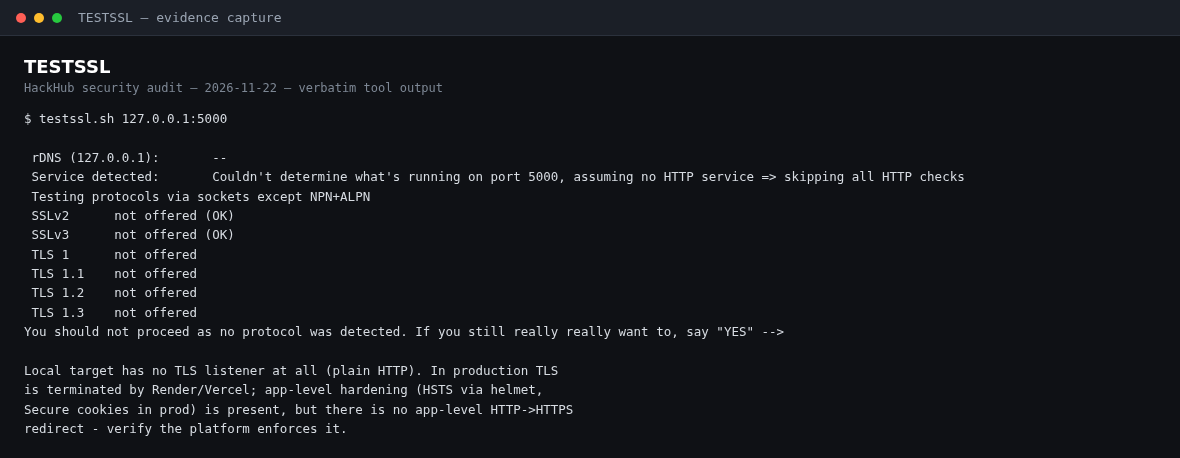 TESTSSL — evidence capture
TESTSSL
HackHub security audit — 2026-11-22 — verbatim tool output
$ testssl.sh 127.0.0.1:5000
rDNS (127.0.0.1):       --
Service detected:       Couldn't determine what's running on port 5000, assuming no HTTP service => skipping all HTTP checks
Testing protocols via sockets except NPN+ALPN
SSLv2      not offered (OK)
SSLv3      not offered (OK)
TLS 1      not offered
TLS 1.1    not offered
TLS 1.2    not offered
TLS 1.3    not offered
You should not proceed as no protocol was detected. If you still really really want to, say "YES" -->
Local target has no TLS listener at all (plain HTTP). In production TLS
is terminated by Render/Vercel; app-level hardening (HSTS via helmet,
Secure cookies in prod) is present, but there is no app-level HTTP->HTTPS
redirect - verify the platform enforces it.